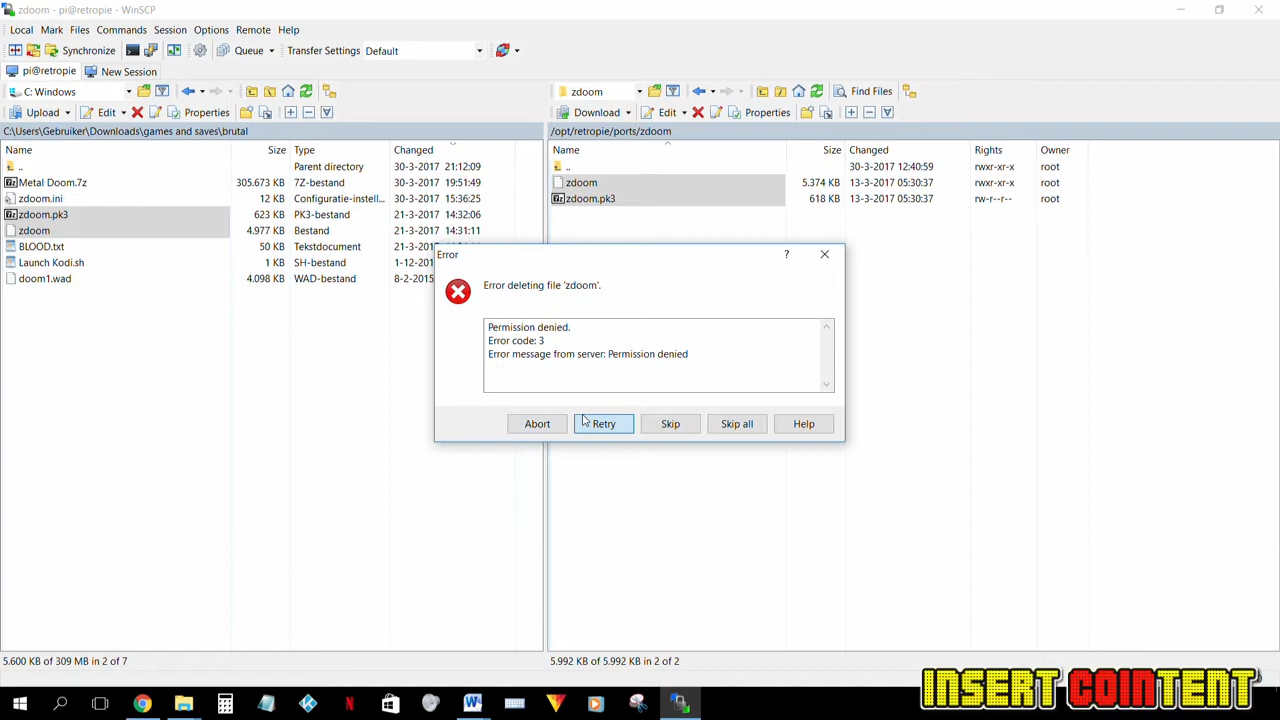 zdoom - pi@retropie - WinSCP
Local Mark Files Commands Session Options Remote Help
Synchronize Queue Transfer Settings Default
pi@retropie New Session
C: Windows zdoom Find Files
Upload Edit Properties Download Edit Properties
C:\Users\Gebruiker\Downloads\games and saves\brutal /opt/retropie/ports/zdoom
Name Size Type Changed Name Size Changed Rights Owner
.. Parent directory 30-3-2017 21:12:09 .. 30-3-2017 12:40:59 rwxr-xr-x root
Metal Doom.7z 305.673 KB 7Z-bestand 30-3-2017 19:51:49 zdoom 5.374 KB 13-3-2017 05:30:37 rwxr-xr-x root
zdoom.ini 12 KB Configuratie-instell... 30-3-2017 15:36:25 zdoom.pk3 618 KB 13-3-2017 05:30:37 rw-r--r-- root
zdoom.pk3 623 KB PK3-bestand 21-3-2017 14:32:06
zdoom 4.977 KB Bestand 21-3-2017 14:31:11
BLOOD.txt 50 KB Tekstdocument 21-3-2
Launch Kodi.sh 1 KB SH-bestand 1-12-2
doom1.wad 4.098 KB WAD-bestand 8-2-2015
Error ?
Error deleting file 'zdoom'.
Permission denied.
Error code: 3
Error message from server: Permission denied
Abort Retry Skip Skip all Help
5.600 KB of 309 MB in 2 of 7 5.992 KB of 5.992 KB in 2 of 2
INSERT COINTENT